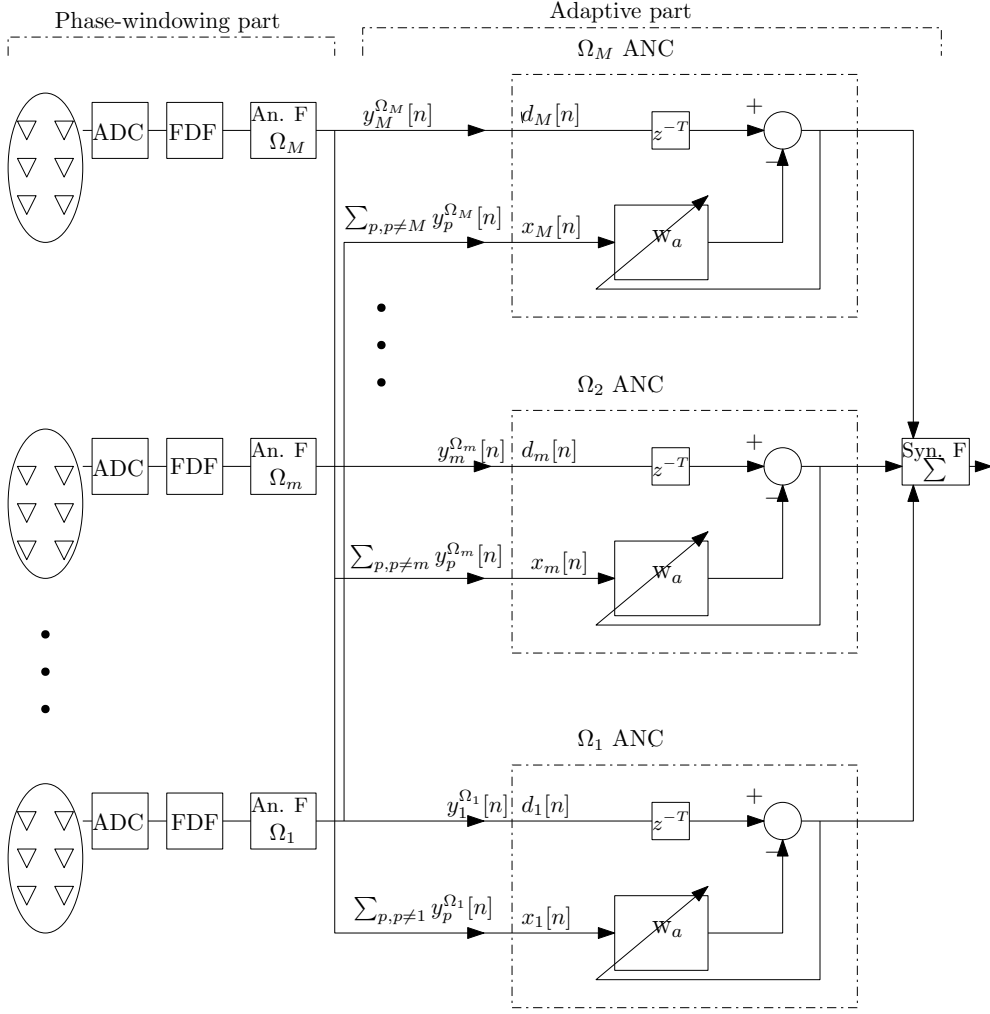 Phase-windowing part
Adaptive part
Ω_M ANC
ADC
FDF
An. F
Ω_M
y_M^{Ω_M}[n]
d_M[n]
z^{-T}
+
−
∑_{p,p≠M} y_p^{Ω_M}[n]
x_M[n]
w_a
Ω_2 ANC
ADC
FDF
An. F
Ω_m
y_m^{Ω_m}[n]
d_m[n]
z^{-T}
+
−
Syn. F
∑
∑_{p,p≠m} y_p^{Ω_m}[n]
x_m[n]
w_a
Ω_1 ANC
ADC
FDF
An. F
Ω_1
y_1^{Ω_1}[n]
d_1[n]
z^{-T}
+
−
∑_{p,p≠1} y_p^{Ω_1}[n]
x_1[n]
w_a